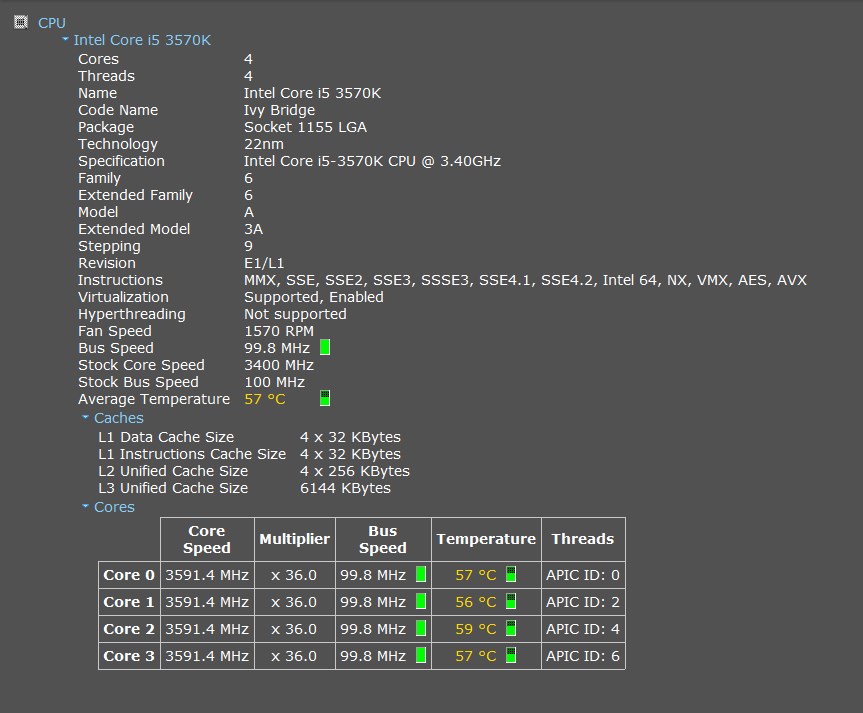 CPU
Intel Core i5 3570K
Cores 4
Threads 4
Name Intel Core i5 3570K
Code Name Ivy Bridge
Package Socket 1155 LGA
Technology 22nm
Specification Intel Core i5-3570K CPU @ 3.40GHz
Family 6
Extended Family 6
Model A
Extended Model 3A
Stepping 9
Revision E1/L1
Instructions MMX, SSE, SSE2, SSE3, SSSE3, SSE4.1, SSE4.2, Intel 64, NX, VMX, AES, AVX
Virtualization Supported, Enabled
Hyperthreading Not supported
Fan Speed 1570 RPM
Bus Speed 99.8 MHz
Stock Core Speed 3400 MHz
Stock Bus Speed 100 MHz
Average Temperature 57 °C
Caches
L1 Data Cache Size 4 x 32 KBytes
L1 Instructions Cache Size 4 x 32 KBytes
L2 Unified Cache Size 4 x 256 KBytes
L3 Unified Cache Size 6144 KBytes
Cores
Core Speed Multiplier Bus Speed Temperature Threads
Core 0 3591.4 MHz x 36.0 99.8 MHz 57 °C APIC ID: 0
Core 1 3591.4 MHz x 36.0 99.8 MHz 56 °C APIC ID: 2
Core 2 3591.4 MHz x 36.0 99.8 MHz 59 °C APIC ID: 4
Core 3 3591.4 MHz x 36.0 99.8 MHz 57 °C APIC ID: 6